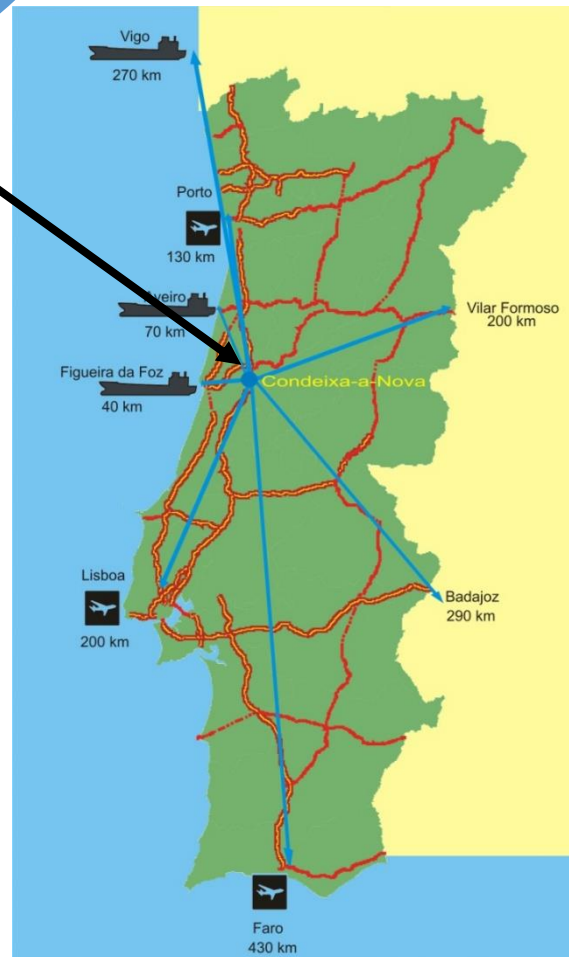 Vigo
270 km
Porto
130 km
Aveiro
70 km
Vilar Formoso
200 km
Figueira da Foz
40 km
Condeixa-a-Nova
Lisboa
200 km
Badajoz
290 km
Faro
430 km